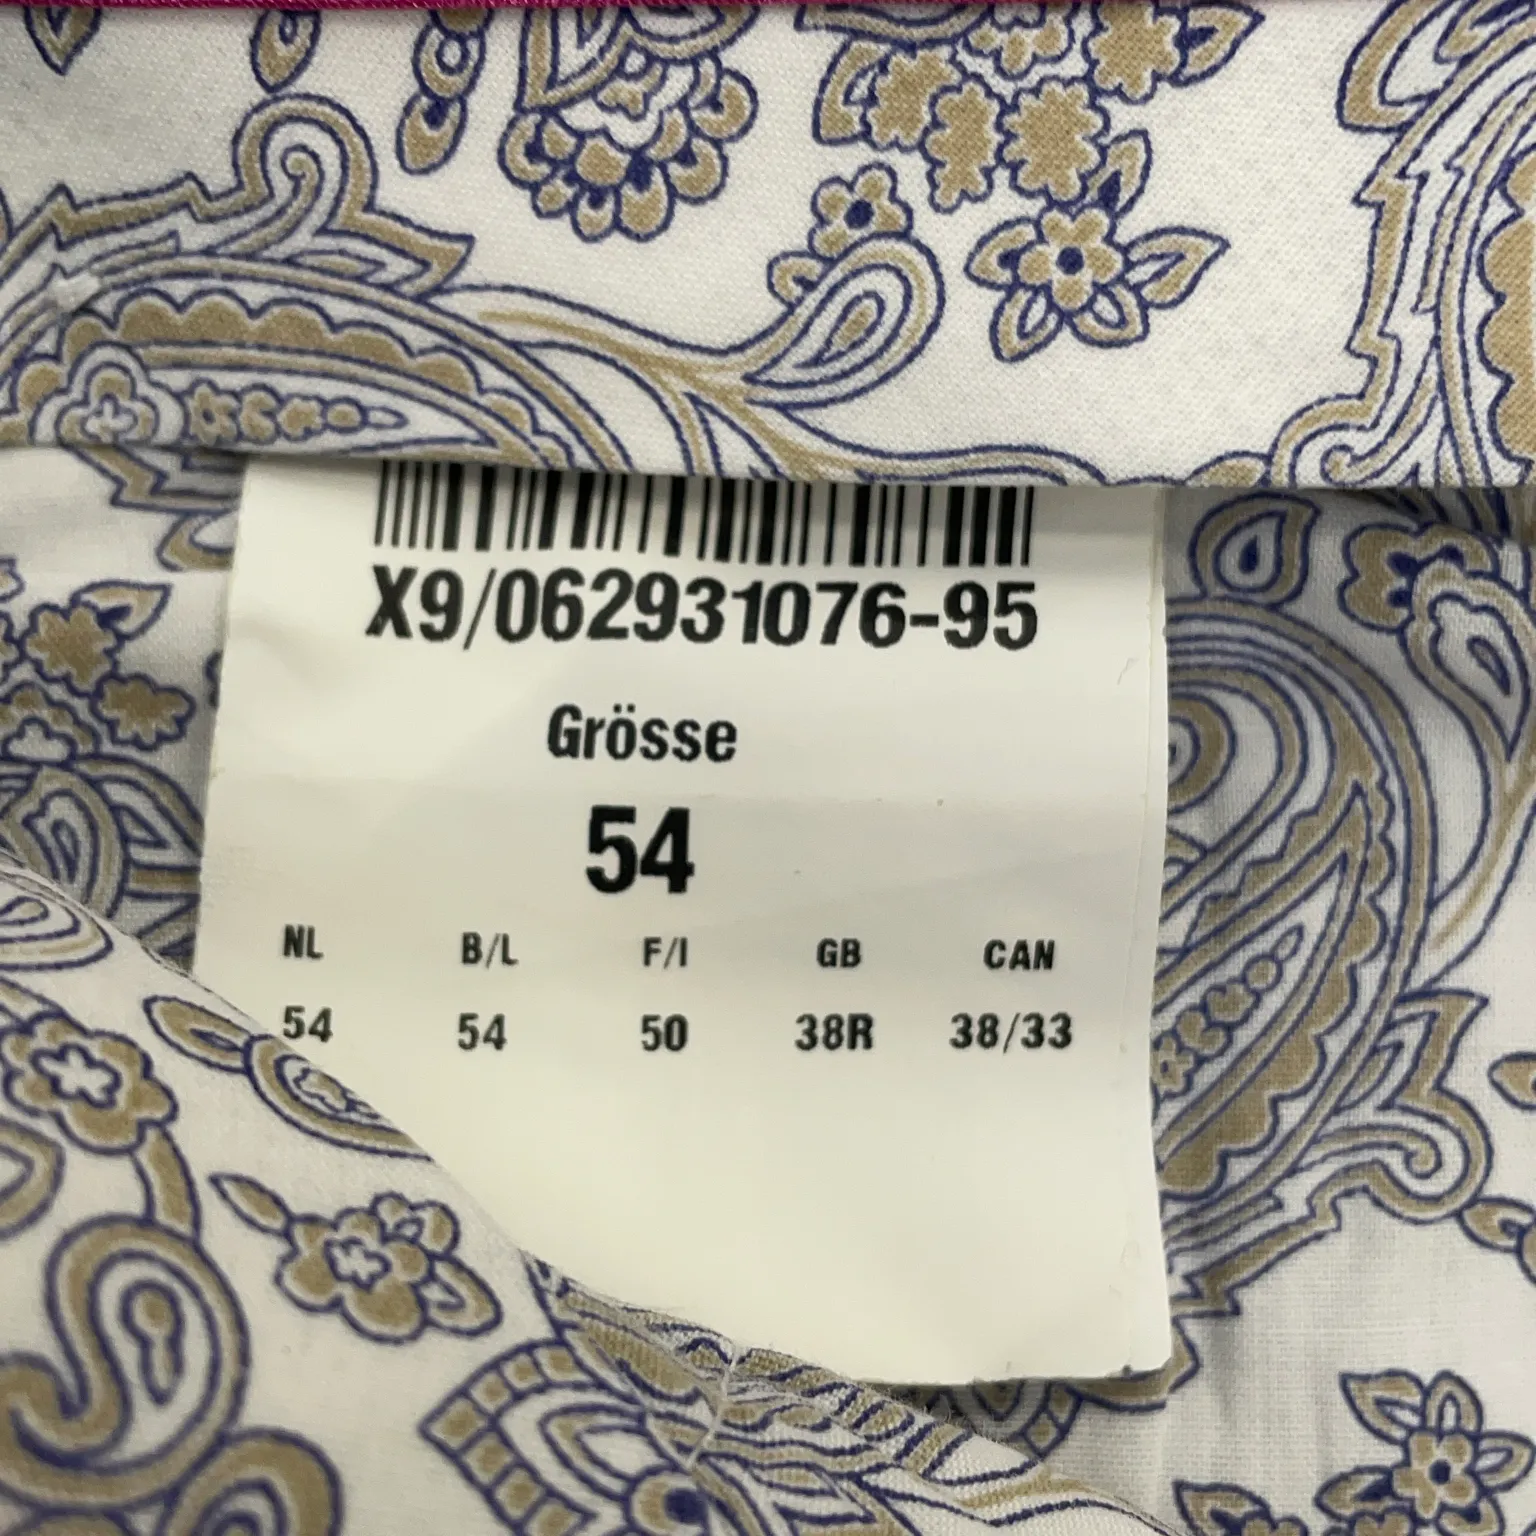 X9/062931076-95
Grösse
54
NL B/L F/I GB CAN
54 54 50 38R 38/33